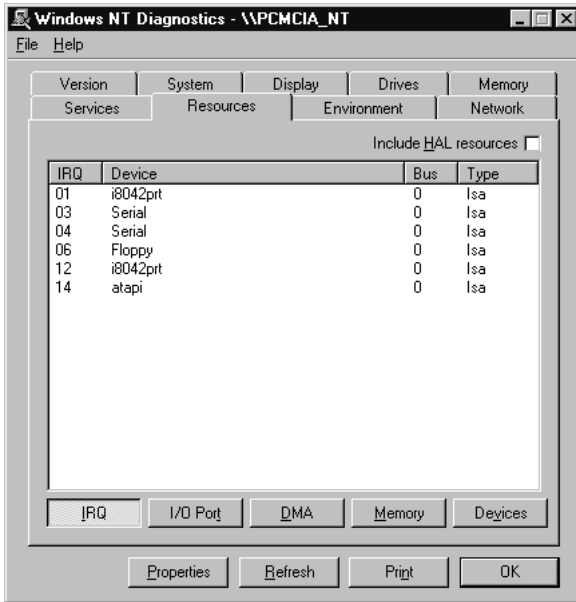 Windows NT Diagnostics - \\PCMCIA_NT
File Help
Version System Display Drives Memory
Services Resources Environment Network
Include HAL resources
IRQ Device Bus Type
01 i8042prt 0 Isa
03 Serial 0 Isa
04 Serial 0 Isa
06 Floppy 0 Isa
12 i8042prt 0 Isa
14 atapi 0 Isa
IRQ I/O Port DMA Memory Devices
Properties Refresh Print OK